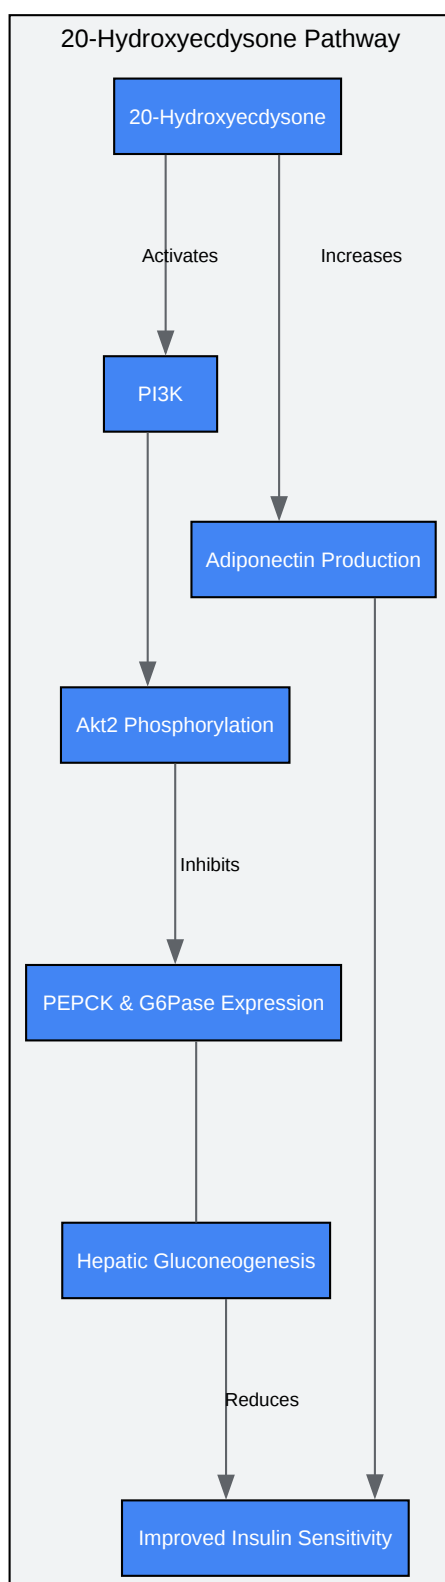 20-Hydroxyecdysone Pathway
20-Hydroxyecdysone
Activates
Increases
PI3K
Adiponectin Production
Akt2 Phosphorylation
Inhibits
PEPCK & G6Pase Expression
Hepatic Gluconeogenesis
Reduces
Improved Insulin Sensitivity